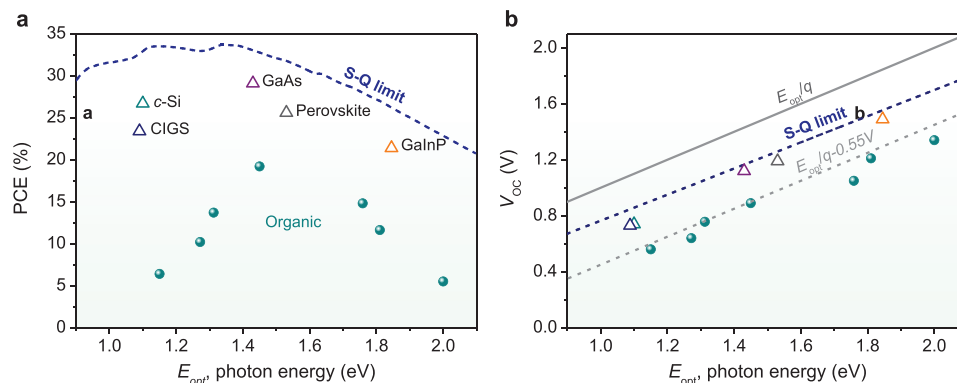 a
35
30
25
20
15
10
5
0
PCE (%)
1.0 1.2 1.4 1.6 1.8 2.0
E_opt, photon energy (eV)
S-Q limit
GaAs
c-Si
a
Perovskite
CIGS
GaInP
Organic
b
2.0
1.6
1.2
0.8
0.4
0.0
V_OC (V)
1.0 1.2 1.4 1.6 1.8 2.0
E_opt, photon energy (eV)
E_opt/q
S-Q limit
b
E_opt/q-0.55V